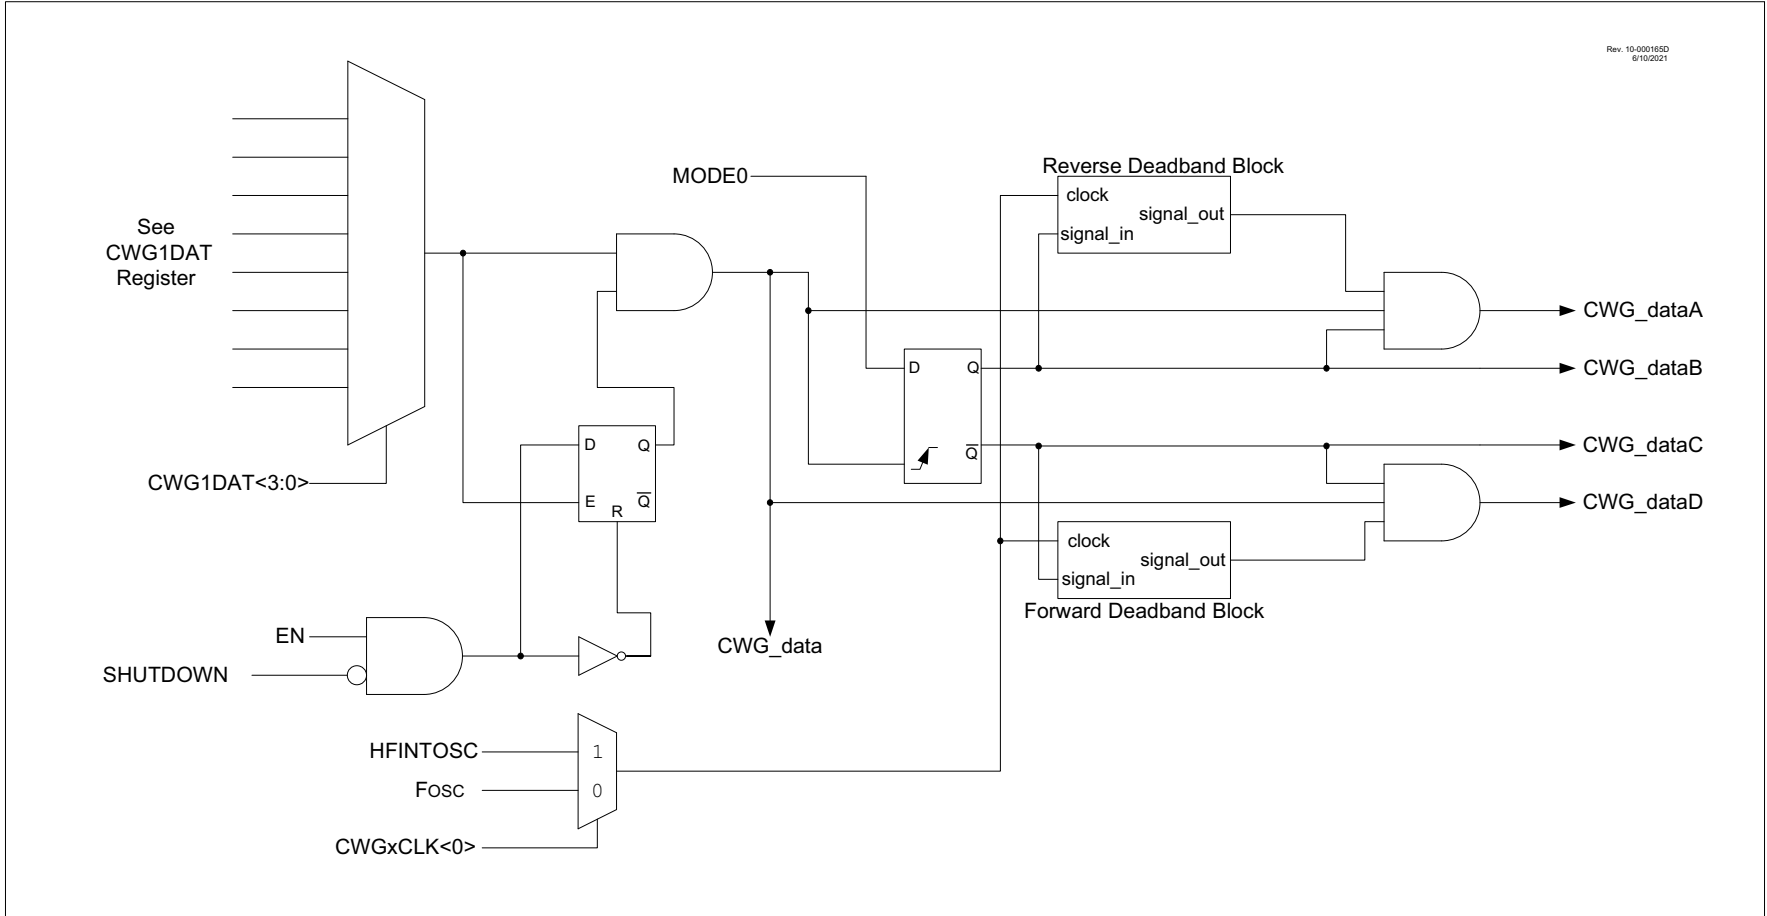 Rev. 10-000165D
6/10/2021
See
CWG1DAT
Register
CWG1DAT<3:0>
EN
SHUTDOWN
D
Q
E
Q̅
R
HFINTOSC
1
FOSC
0
CWGxCLK<0>
MODE0
CWG_data
D
Q
Q̅
Reverse Deadband Block
clock
signal_out
signal_in
clock
signal_out
signal_in
Forward Deadband Block
CWG_dataA
CWG_dataB
CWG_dataC
CWG_dataD